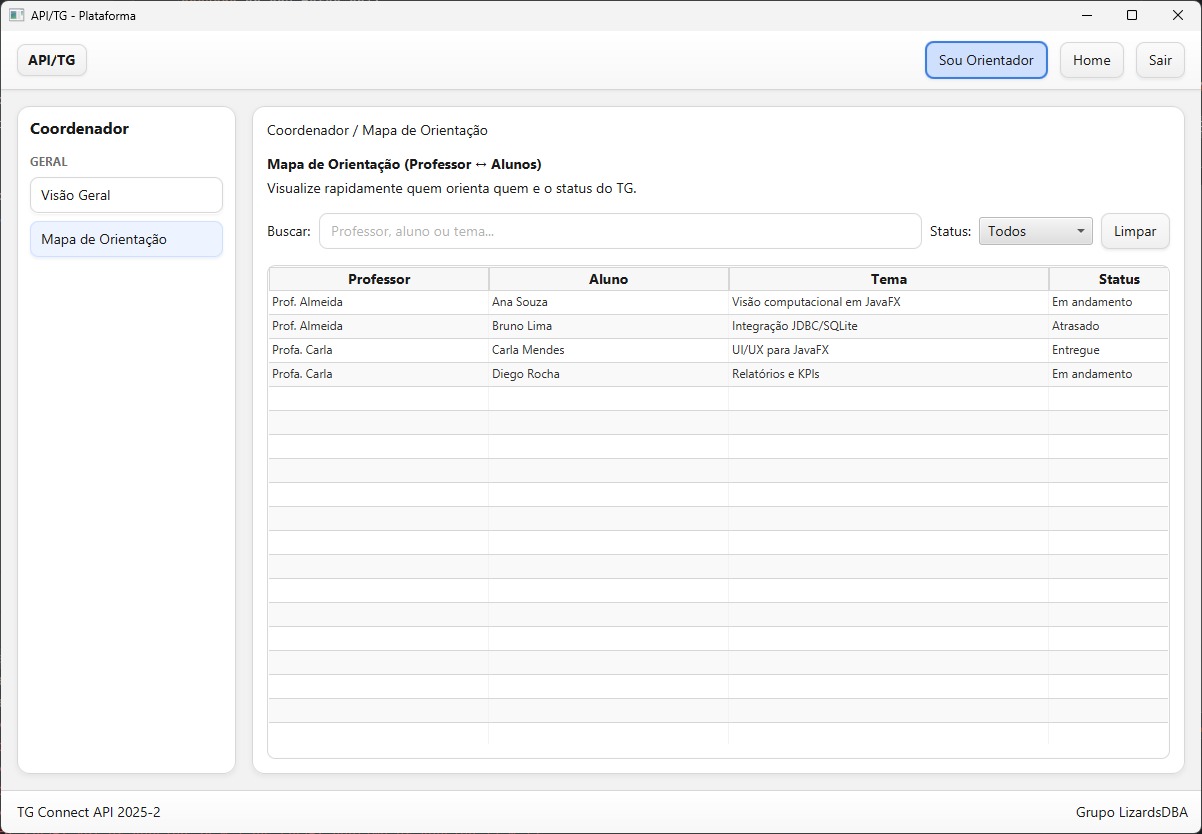 API/TG - Plataforma
API/TG
Sou Orientador
Home
Sair
Coordenador
GERAL
Visão Geral
Mapa de Orientação
Coordenador / Mapa de Orientação
Mapa de Orientação (Professor ↔ Alunos)
Visualize rapidamente quem orienta quem e o status do TG.
Buscar: Professor, aluno ou tema... Status: Todos Limpar
Professor Aluno Tema Status
Prof. Almeida Ana Souza Visão computacional em JavaFX Em andamento
Prof. Almeida Bruno Lima Integração JDBC/SQLite Atrasado
Profa. Carla Carla Mendes UI/UX para JavaFX Entregue
Profa. Carla Diego Rocha Relatórios e KPIs Em andamento
TG Connect API 2025-2
Grupo LizardsDBA